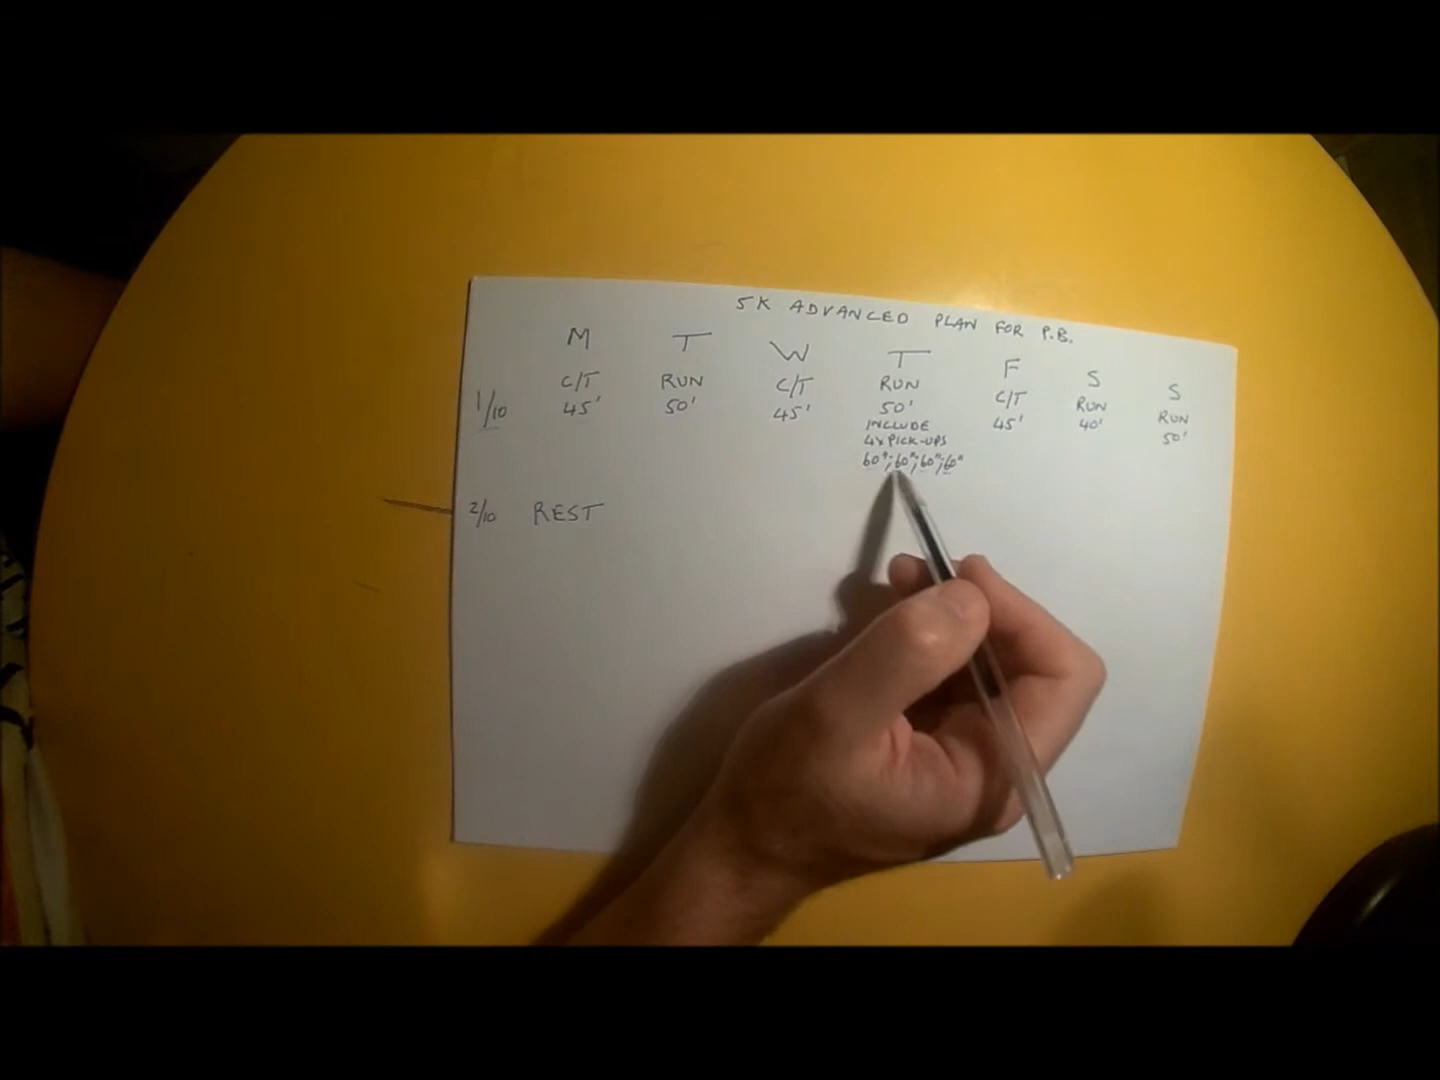 5K ADVANCED PLAN FOR P.B.
M T W T F S S
1/10 C/T RUN C/T RUN C/T RUN RUN
45' 50' 45' 50' 45' 40' 50'
INCLUDE
4x PICK-UPS
60"; 60"; 60"; 60"
2/10 REST